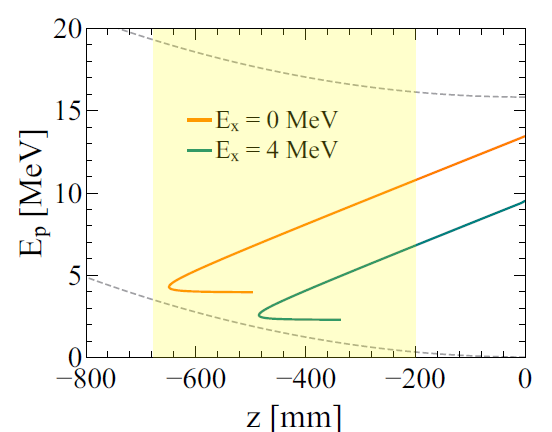 20
15
10
5
0
E_p [MeV]
E_x = 0 MeV
E_x = 4 MeV
−800 −600 −400 −200 0
z [mm]